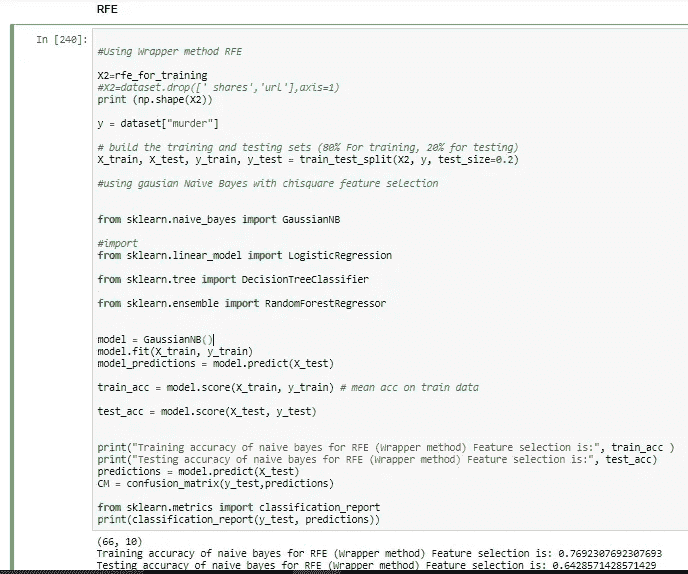 RFE
In [240]:
#Using Wrapper method RFE
X2=rfe_for_training
#X2=dataset.drop([' shares','url'],axis=1)
print (np.shape(X2))
y = dataset["murder"]
# build the training and testing sets (80% For training, 20% for testing)
X_train, X_test, y_train, y_test = train_test_split(X2, y, test_size=0.2)
#using gausian Naive Bayes with chisquare feature selection
from sklearn.naive_bayes import GaussianNB
#import
from sklearn.linear_model import LogisticRegression
from sklearn.tree import DecisionTreeClassifier
from sklearn.ensemble import RandomForestRegressor
model = GaussianNB()
model.fit(X_train, y_train)
model_predictions = model.predict(X_test)
train_acc = model.score(X_train, y_train) # mean acc on train data
test_acc = model.score(X_test, y_test)
print("Training accuracy of naive bayes for RFE (Wrapper method) Feature selection is:", train_acc )
print("Testing accuracy of naive bayes for RFE (Wrapper method) Feature selection is:", test_acc)
predictions = model.predict(X_test)
CM = confusion_matrix(y_test,predictions)
from sklearn.metrics import classification_report
print(classification_report(y_test, predictions))
(66, 10)
Training accuracy of naive bayes for RFE (Wrapper method) Feature selection is: 0.7692307692307693
Testing accuracy of naive bayes for RFE (Wrapper method) Feature selection is: 0.6428571428571429